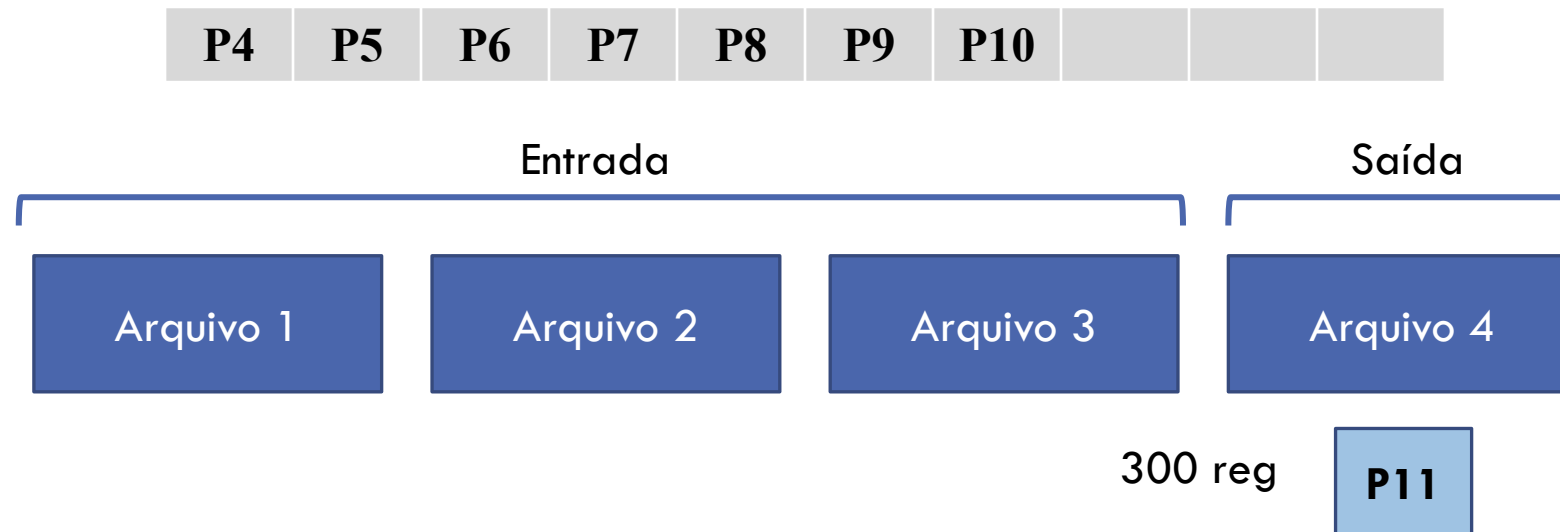 P4 P5 P6 P7 P8 P9 P10
Entrada Saída
Arquivo 1 Arquivo 2 Arquivo 3 Arquivo 4
300 reg P11